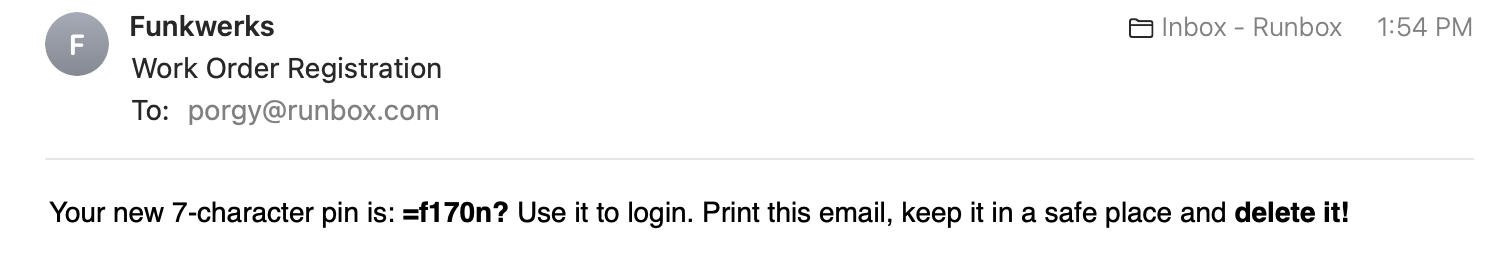 F
Funkwerks
Inbox - Runbox 1:54 PM
Work Order Registration
To: porgy@runbox.com
Your new 7-character pin is: =f170n? Use it to login. Print this email, keep it in a safe place and delete it!